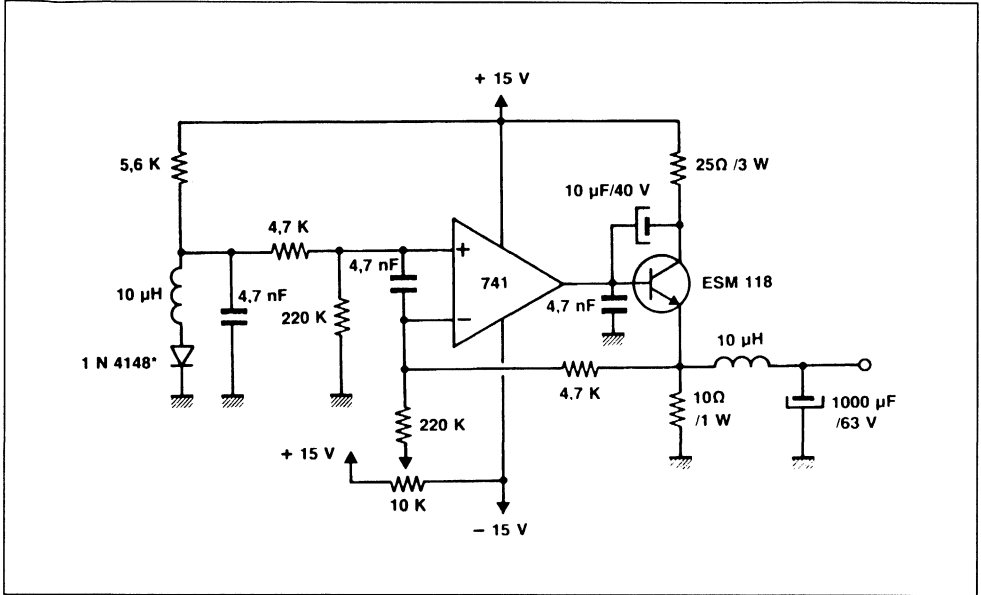 + 15 V
5,6 K
25Ω /3 W
10 µF/40 V
4,7 K
+
4,7 nF
741
ESM 118
10 µH
4,7 nF
220 K
4,7 nF
−
10 µH
1 N 4148*
4,7 K
10Ω
/1 W
1000 µF
/63 V
220 K
+ 15 V
10 K
− 15 V